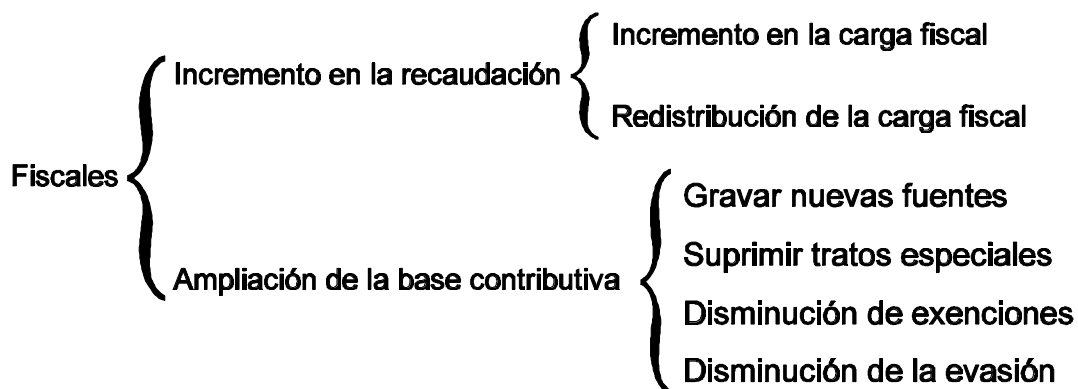 Fiscales
Incremento en la recaudación
Incremento en la carga fiscal
Redistribución de la carga fiscal
Ampliación de la base contributiva
Gravar nuevas fuentes
Suprimir tratos especiales
Disminución de exenciones
Disminución de la evasión